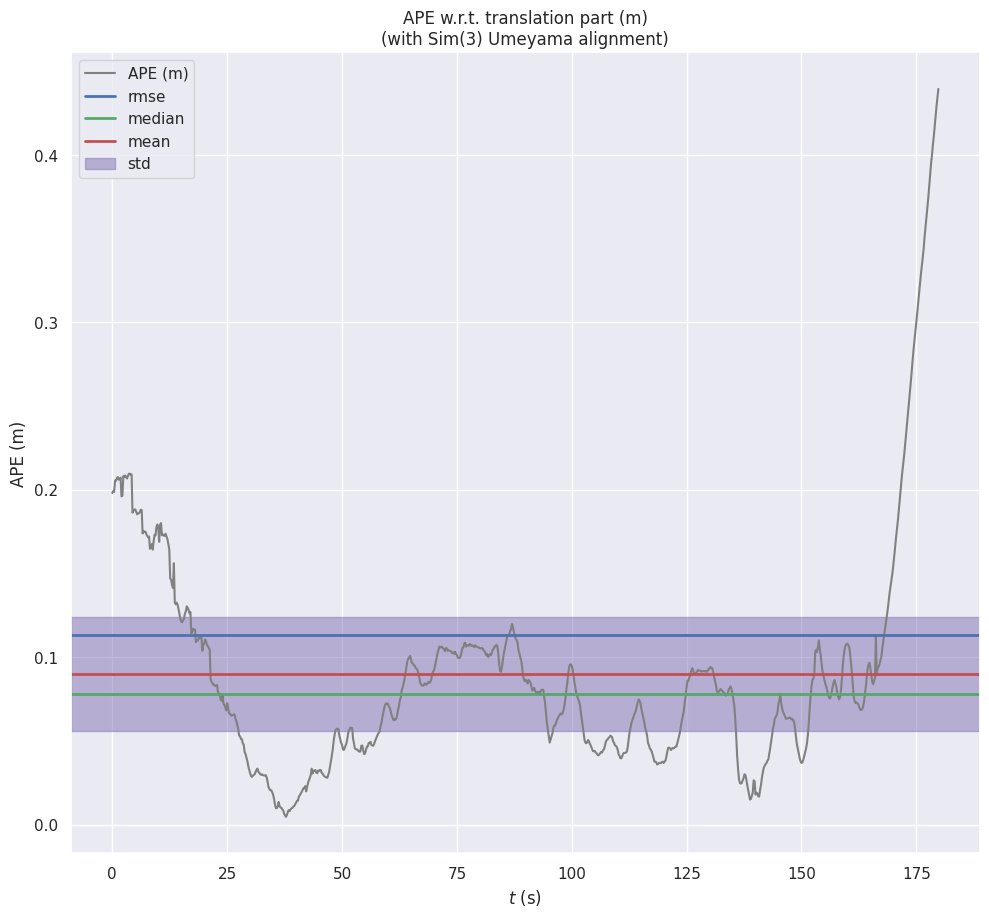 APE w.r.t. translation part (m)
(with Sim(3) Umeyama alignment)
APE (m)
rmse
median
mean
std
APE (m)
0.4
0.3
0.2
0.1
0.0
0 25 50 75 100 125 150 175
t (s)